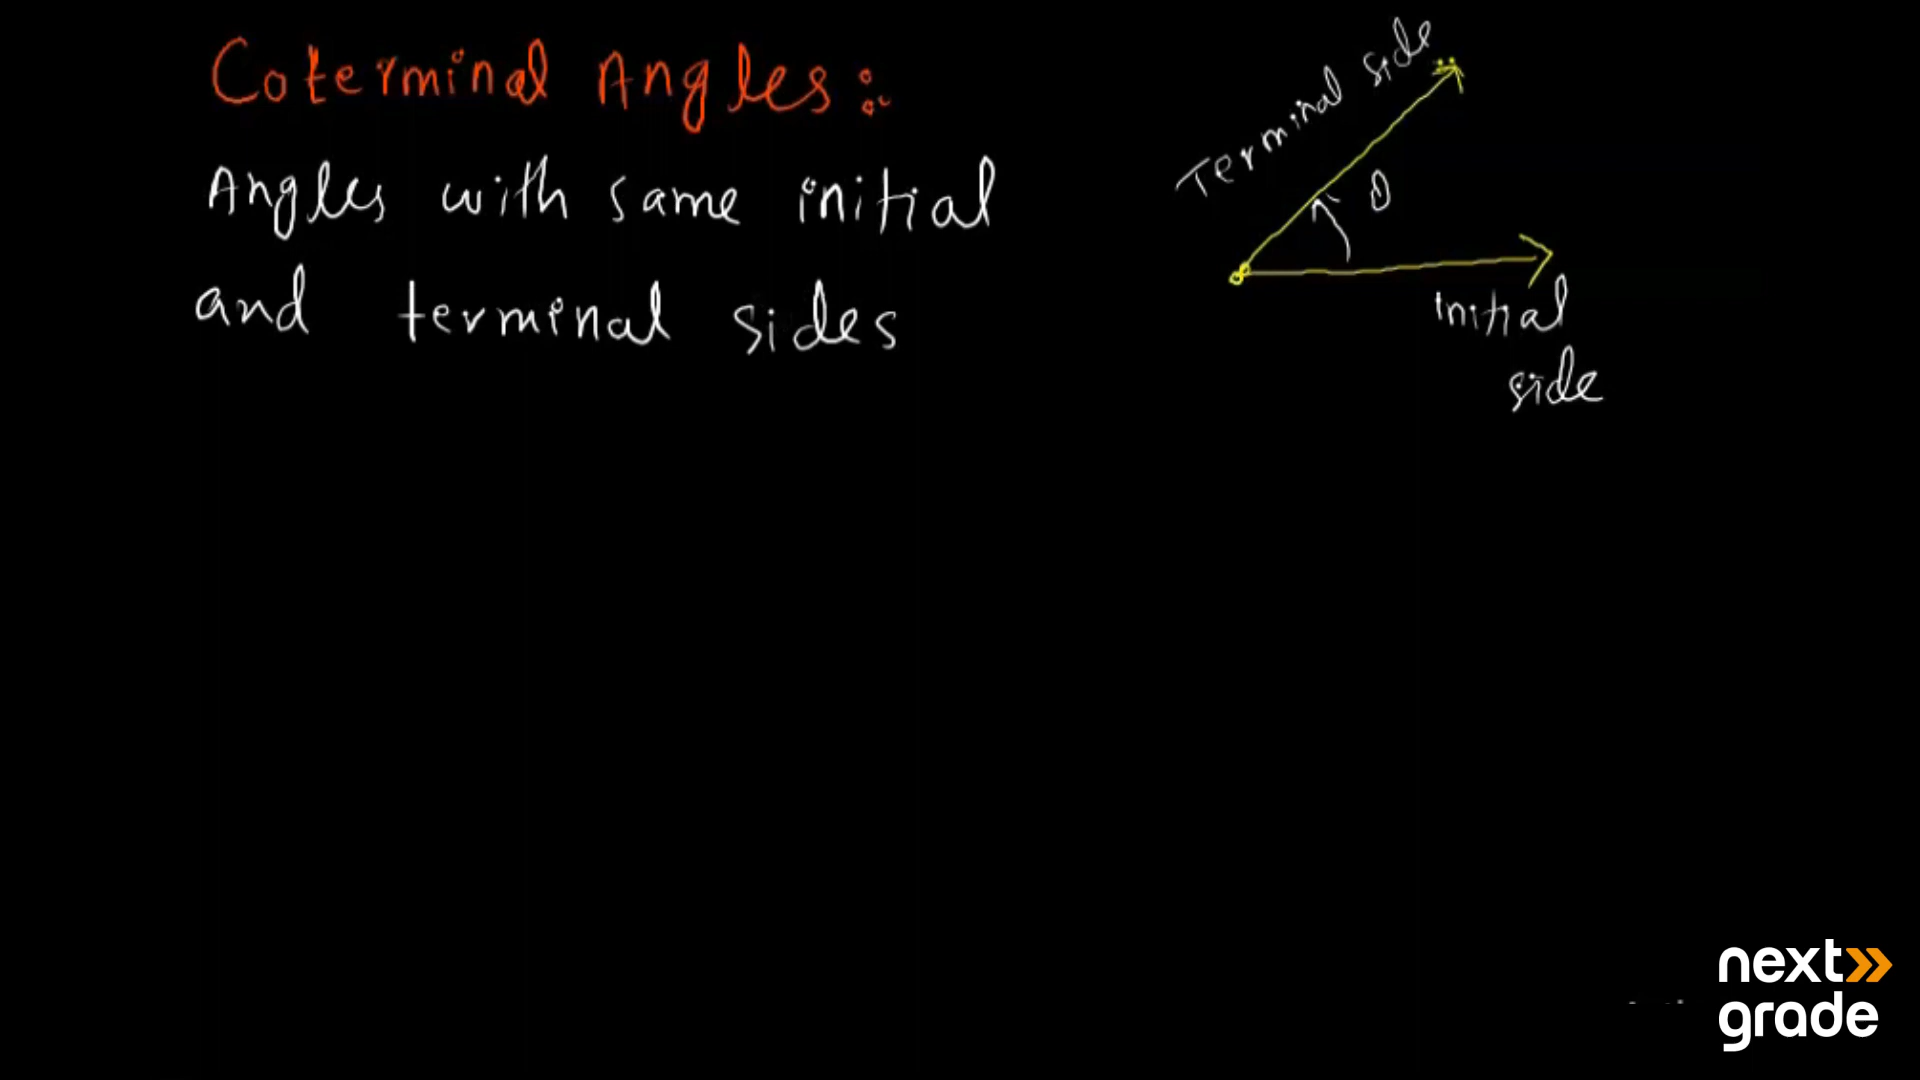 Coterminal Angles:
Angles with same initial
and terminal sides
Terminal side
θ
initial
side
next
grade